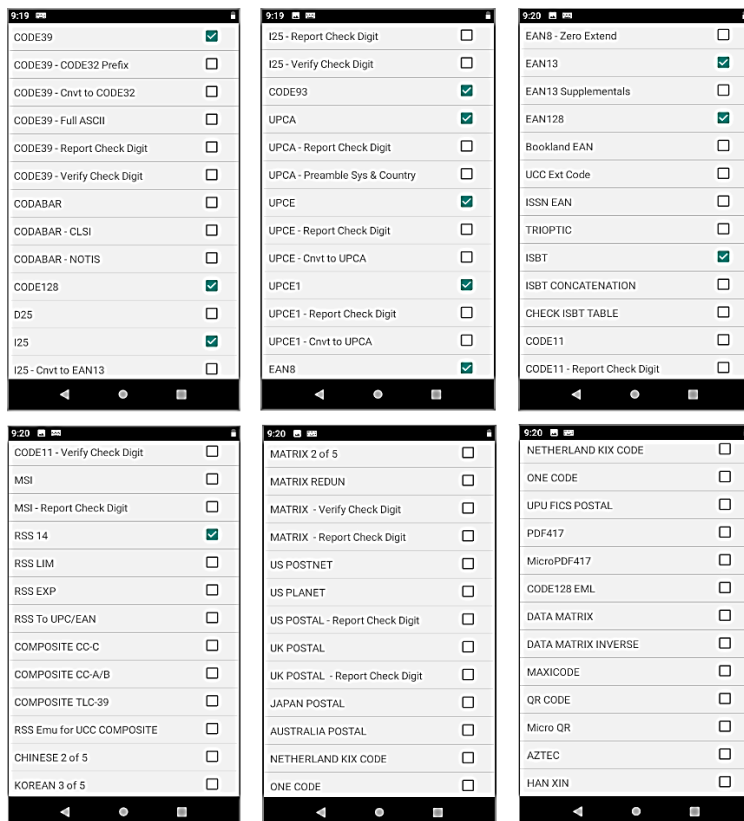 9:19
CODE39
CODE39 - CODE32 Prefix
CODE39 - Cnvt to CODE32
CODE39 - Full ASCII
CODE39 - Report Check Digit
CODE39 - Verify Check Digit
CODABAR
CODABAR - CLSI
CODABAR - NOTIS
CODE128
D25
I25
I25 - Cnvt to EAN13
9:19
I25 - Report Check Digit
I25 - Verify Check Digit
CODE93
UPCA
UPCA - Report Check Digit
UPCA - Preamble Sys & Country
UPCE
UPCE - Report Check Digit
UPCE - Cnvt to UPCA
UPCE1
UPCE1 - Report Check Digit
UPCE1 - Cnvt to UPCA
EAN8
9:20
EAN8 - Zero Extend
EAN13
EAN13 Supplementals
EAN128
Bookland EAN
UCC Ext Code
ISSN EAN
TRIOPTIC
ISBT
ISBT CONCATENATION
CHECK ISBT TABLE
CODE11
CODE11 - Report Check Digit
9:20
CODE11 - Verify Check Digit
MSI
MSI - Report Check Digit
RSS 14
RSS LIM
RSS EXP
RSS To UPC/EAN
COMPOSITE CC-C
COMPOSITE CC-A/B
COMPOSITE TLC-39
RSS Emu for UCC COMPOSITE
CHINESE 2 of 5
KOREAN 3 of 5
9:20
MATRIX 2 of 5
MATRIX REDUN
MATRIX - Verify Check Digit
MATRIX - Report Check Digit
US POSTNET
US PLANET
US POSTAL - Report Check Digit
UK POSTAL
UK POSTAL - Report Check Digit
JAPAN POSTAL
AUSTRALIA POSTAL
NETHERLAND KIX CODE
ONE CODE
9:20
NETHERLAND KIX CODE
ONE CODE
UPU FICS POSTAL
PDF417
MicroPDF417
CODE128 EML
DATA MATRIX
DATA MATRIX INVERSE
MAXICODE
QR CODE
Micro QR
AZTEC
HAN XIN